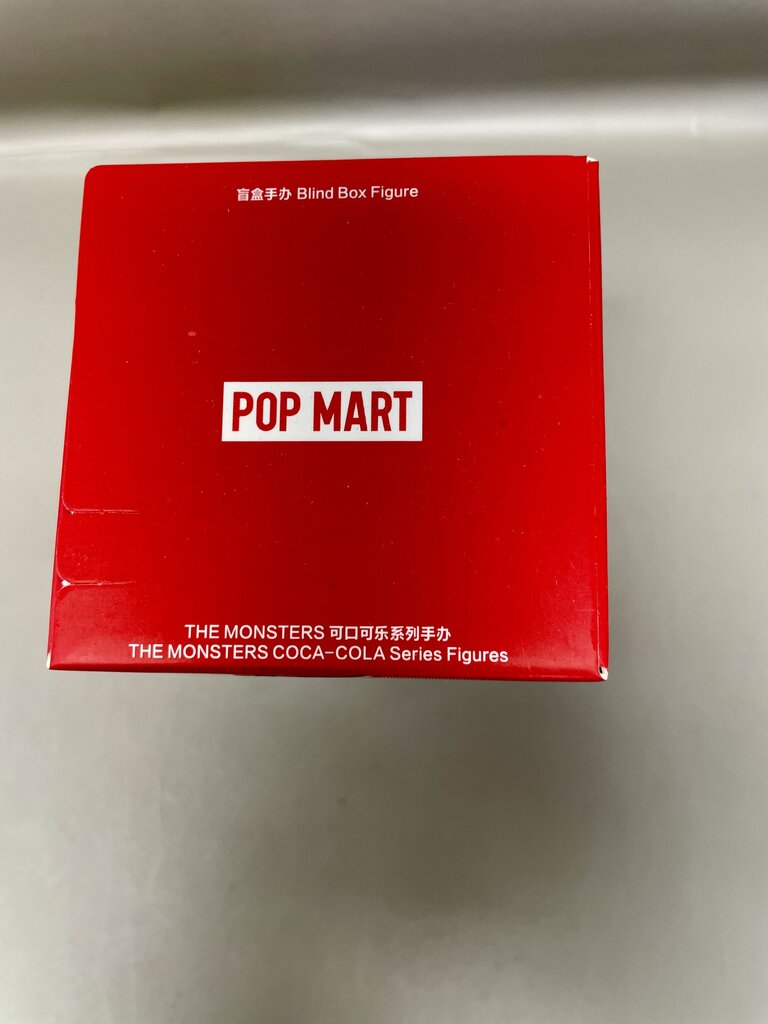 盲盒手办 Blind Box Figure
POP MART
THE MONSTERS 可口可乐系列手办
THE MONSTERS COCA-COLA Series Figures